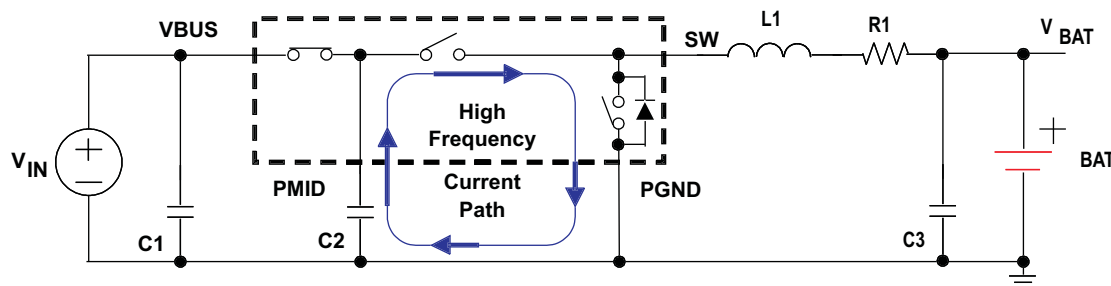 VBUS
SW
L1
R1
V BAT
High
Frequency
Current
Path
V IN
+
−
PMID
PGND
+
BAT
C1
C2
C3